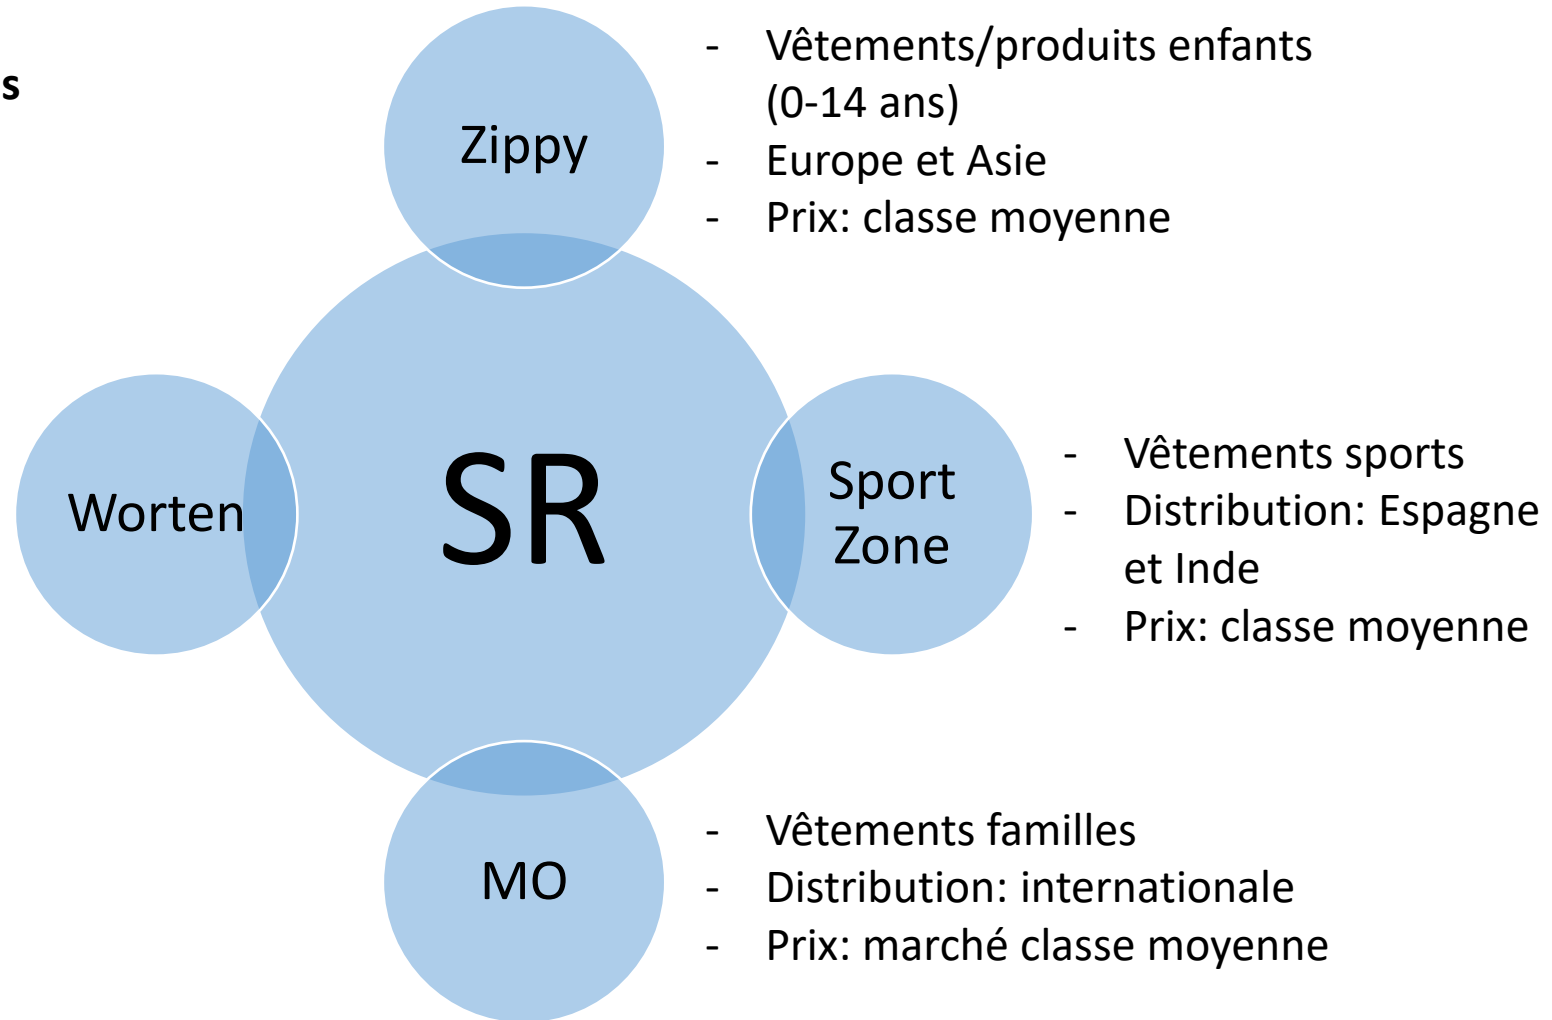 s
Zippy
- Vêtements/produits enfants
(0-14 ans)
- Europe et Asie
- Prix: classe moyenne
Worten
SR
Sport
Zone
- Vêtements sports
- Distribution: Espagne
et Inde
- Prix: classe moyenne
MO
- Vêtements familles
- Distribution: internationale
- Prix: marché classe moyenne